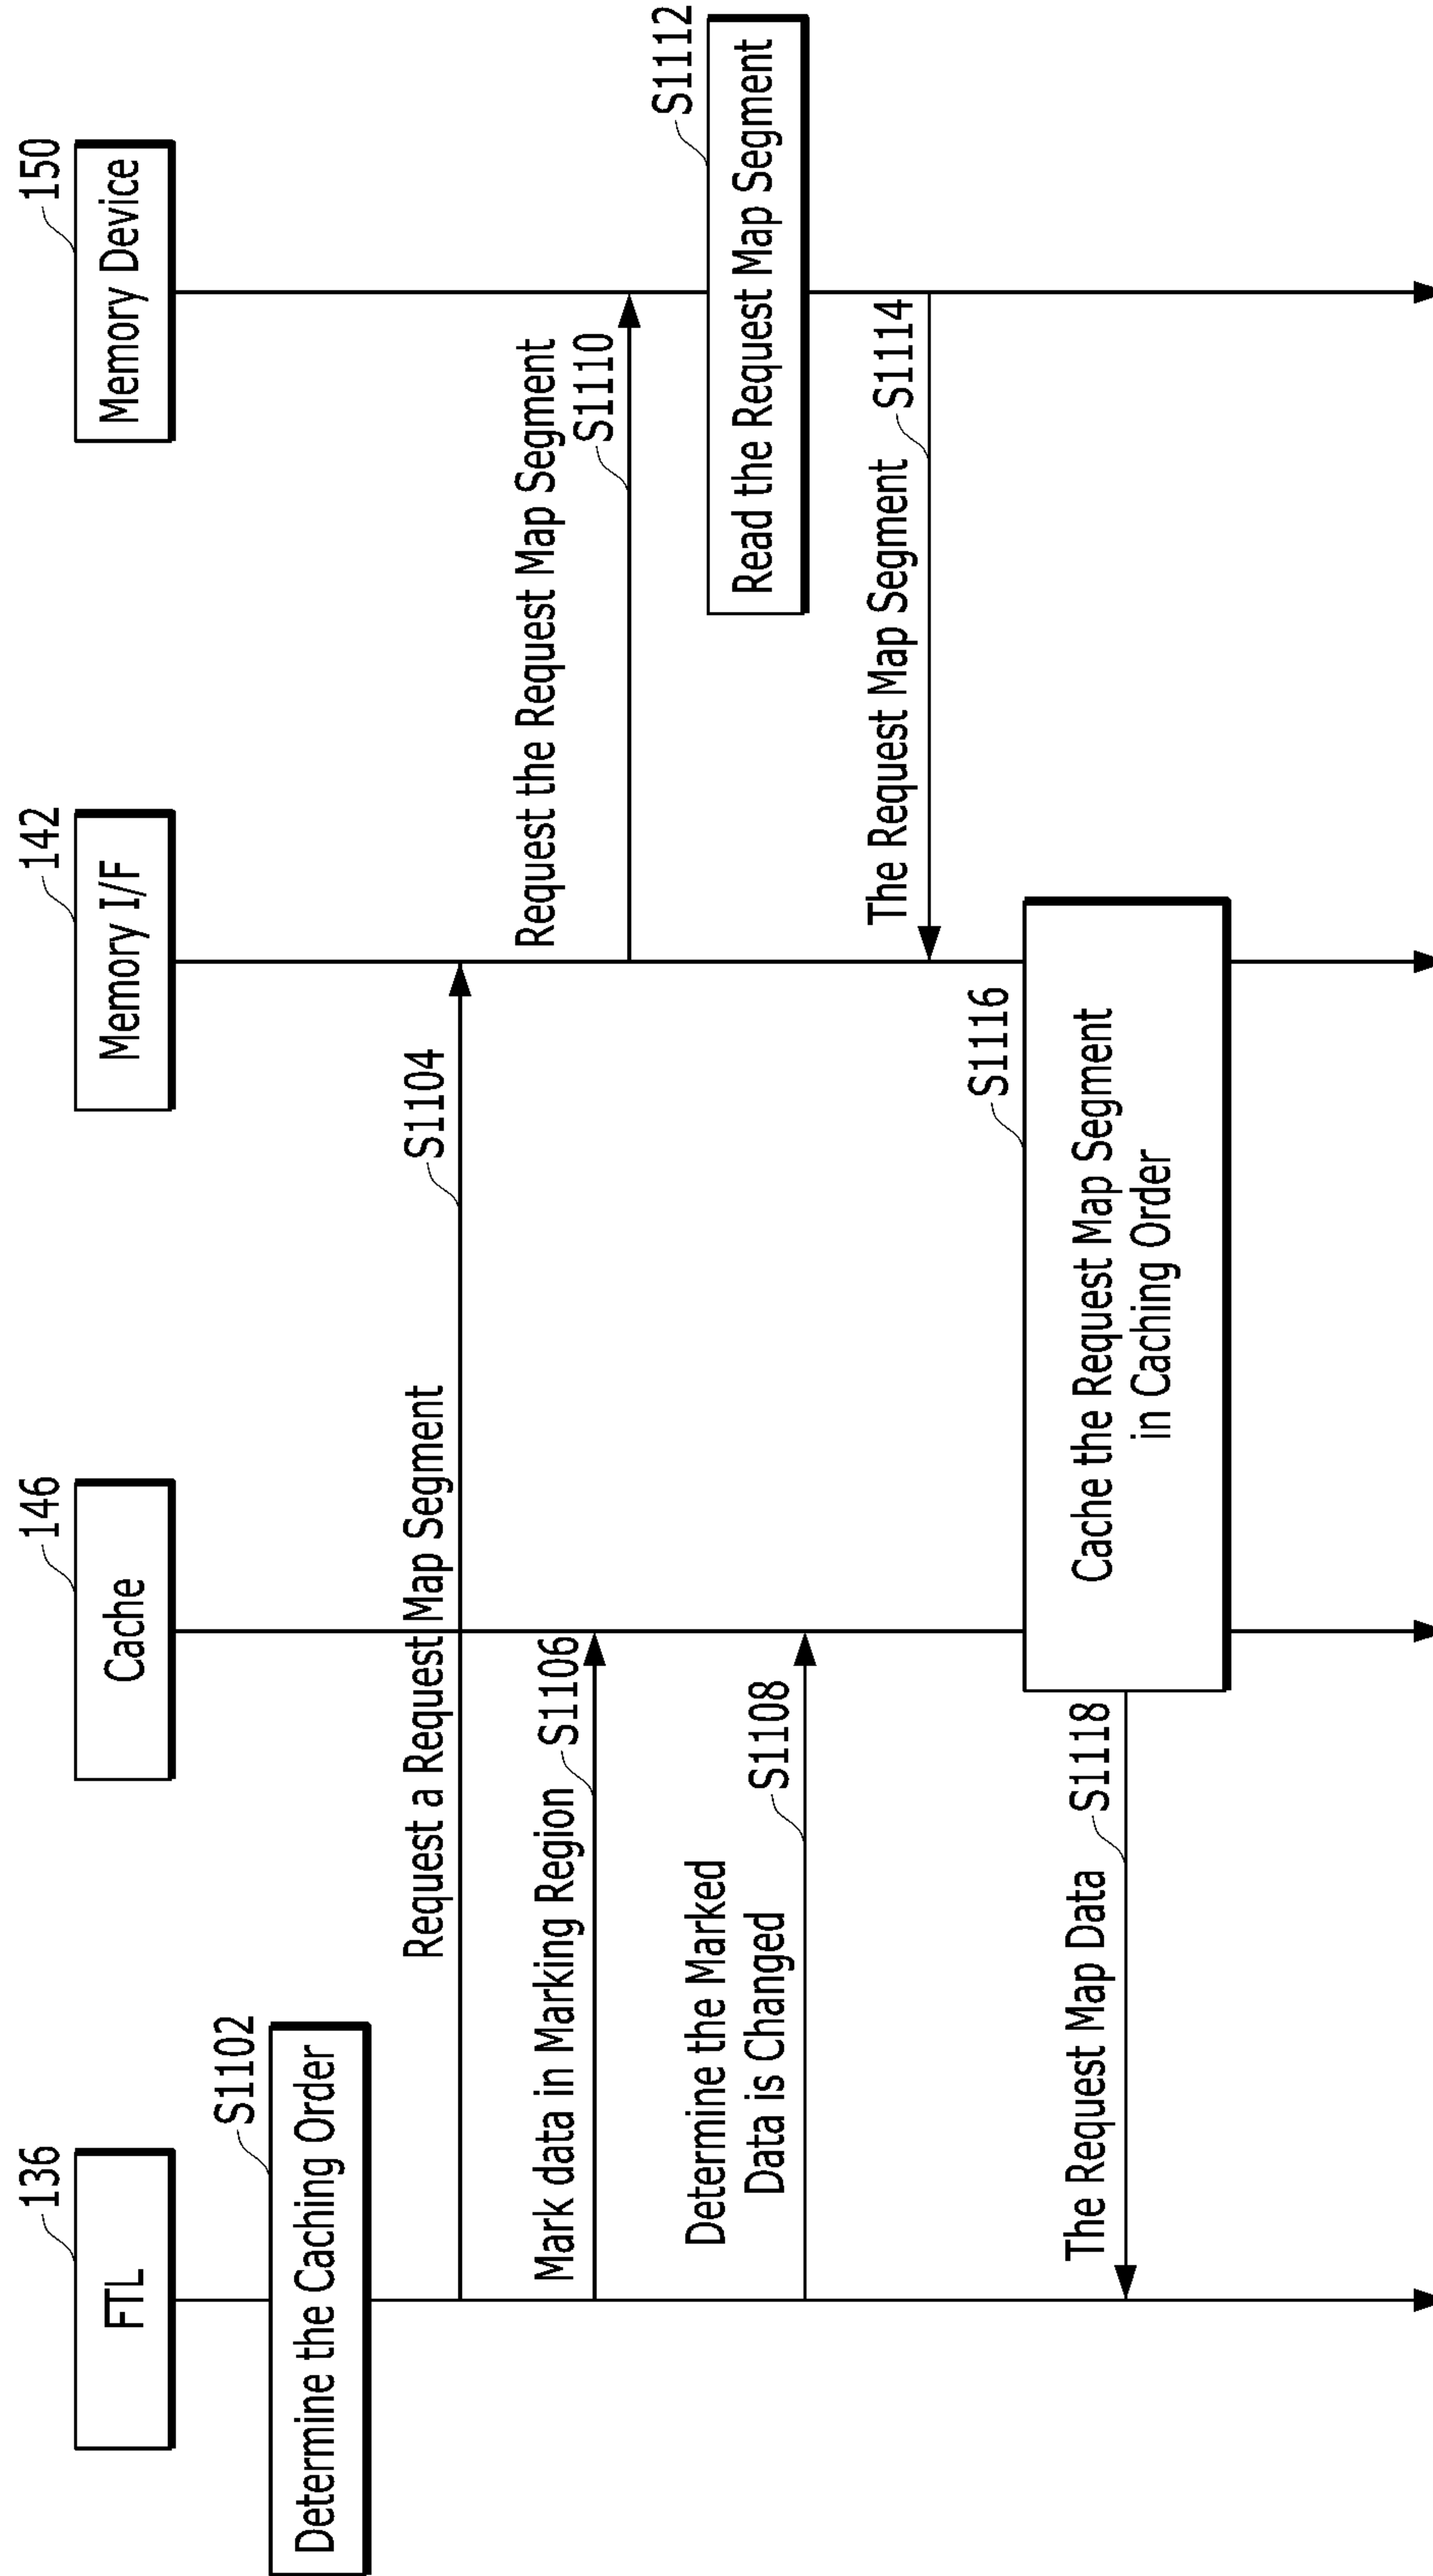 136
FTL
146
Cache
142
Memory I/F
150
Memory Device
S1102
Determine the Caching Order
Request a Request Map Segment
S1104
Mark data in Marking Region
S1106
Request the Request Map Segment
S1110
Determine the Marked
Data is Changed
S1108
S1112
Read the Request Map Segment
The Request Map Segment
S1114
S1116
Cache the Request Map Segment
in Caching Order
The Request Map Data
S1118